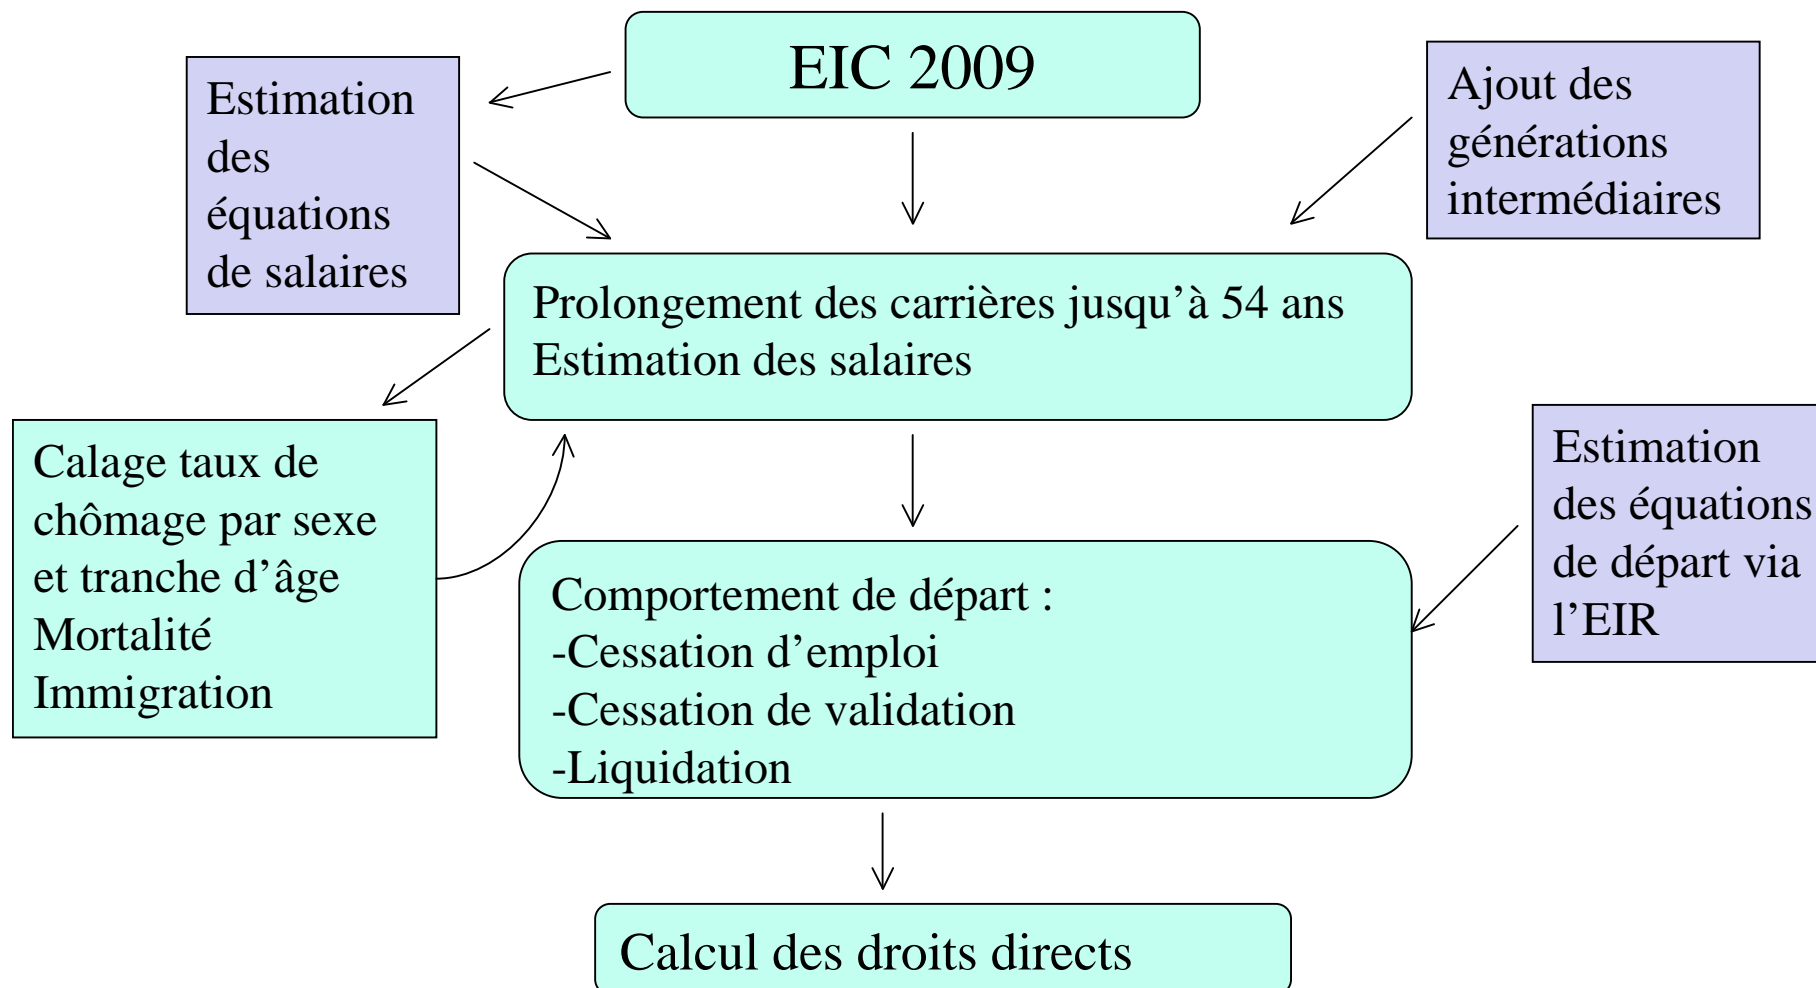 EIC 2009
Estimation
des
équations
de salaires
Ajout des
générations
intermédiaires
Prolongement des carrières jusqu’à 54 ans
Estimation des salaires
Calage taux de
chômage par sexe
et tranche d’âge
Mortalité
Immigration
Estimation
des équations
de départ via
l’EIR
Comportement de départ :
-Cessation d’emploi
-Cessation de validation
-Liquidation
Calcul des droits directs